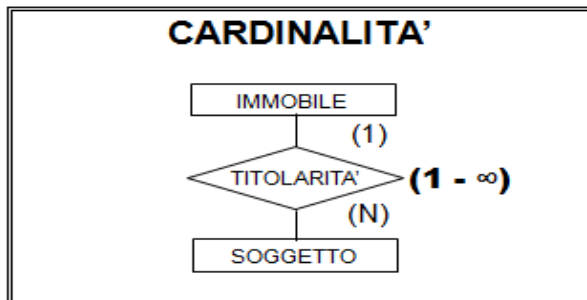 CARDINALITA'
IMMOBILE
(1)
TITOLARITA' (1 - ∞)
(N)
SOGGETTO